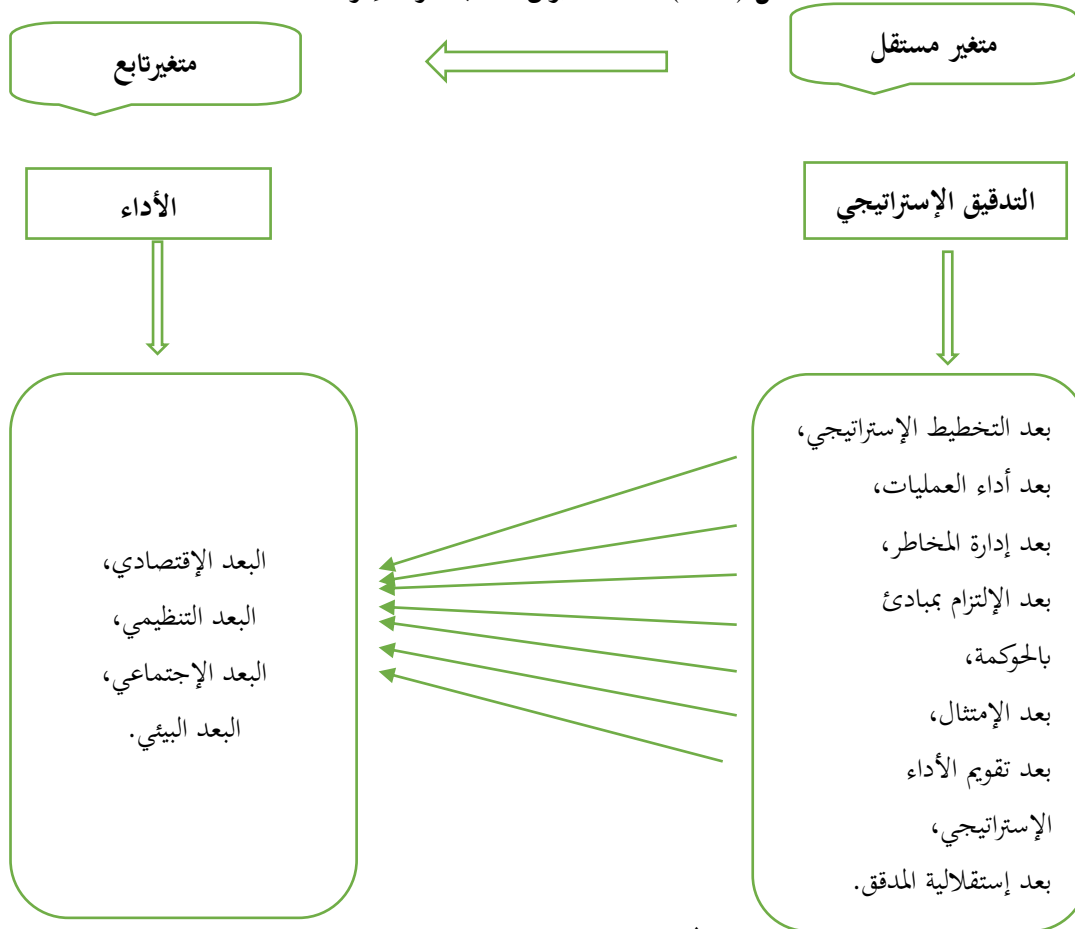 متغير مستقل
متغيرتابع
التدقيق الإستراتيجي
الأداء
بعد التخطيط الإستراتيجي،
بعد أداء العمليات،
بعد إدارة المخاطر،
بعد الإلتزام بمبادئ
بالحوكمة،
بعد الإمتثال،
بعد تقويم الأداء
الإستراتيجي،
بعد إستقلالية المدقق.
البعد الإقتصادي،
البعد التنظيمي،
البعد الإجتماعي،
البعد البيئي.